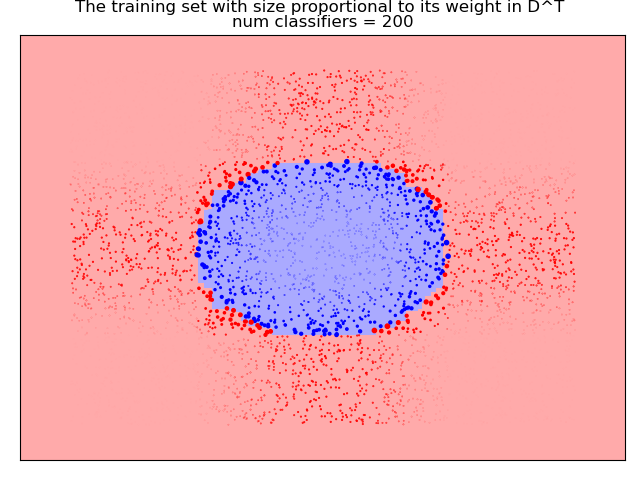 The training set with size proportional to its weight in D^T
num classifiers = 200